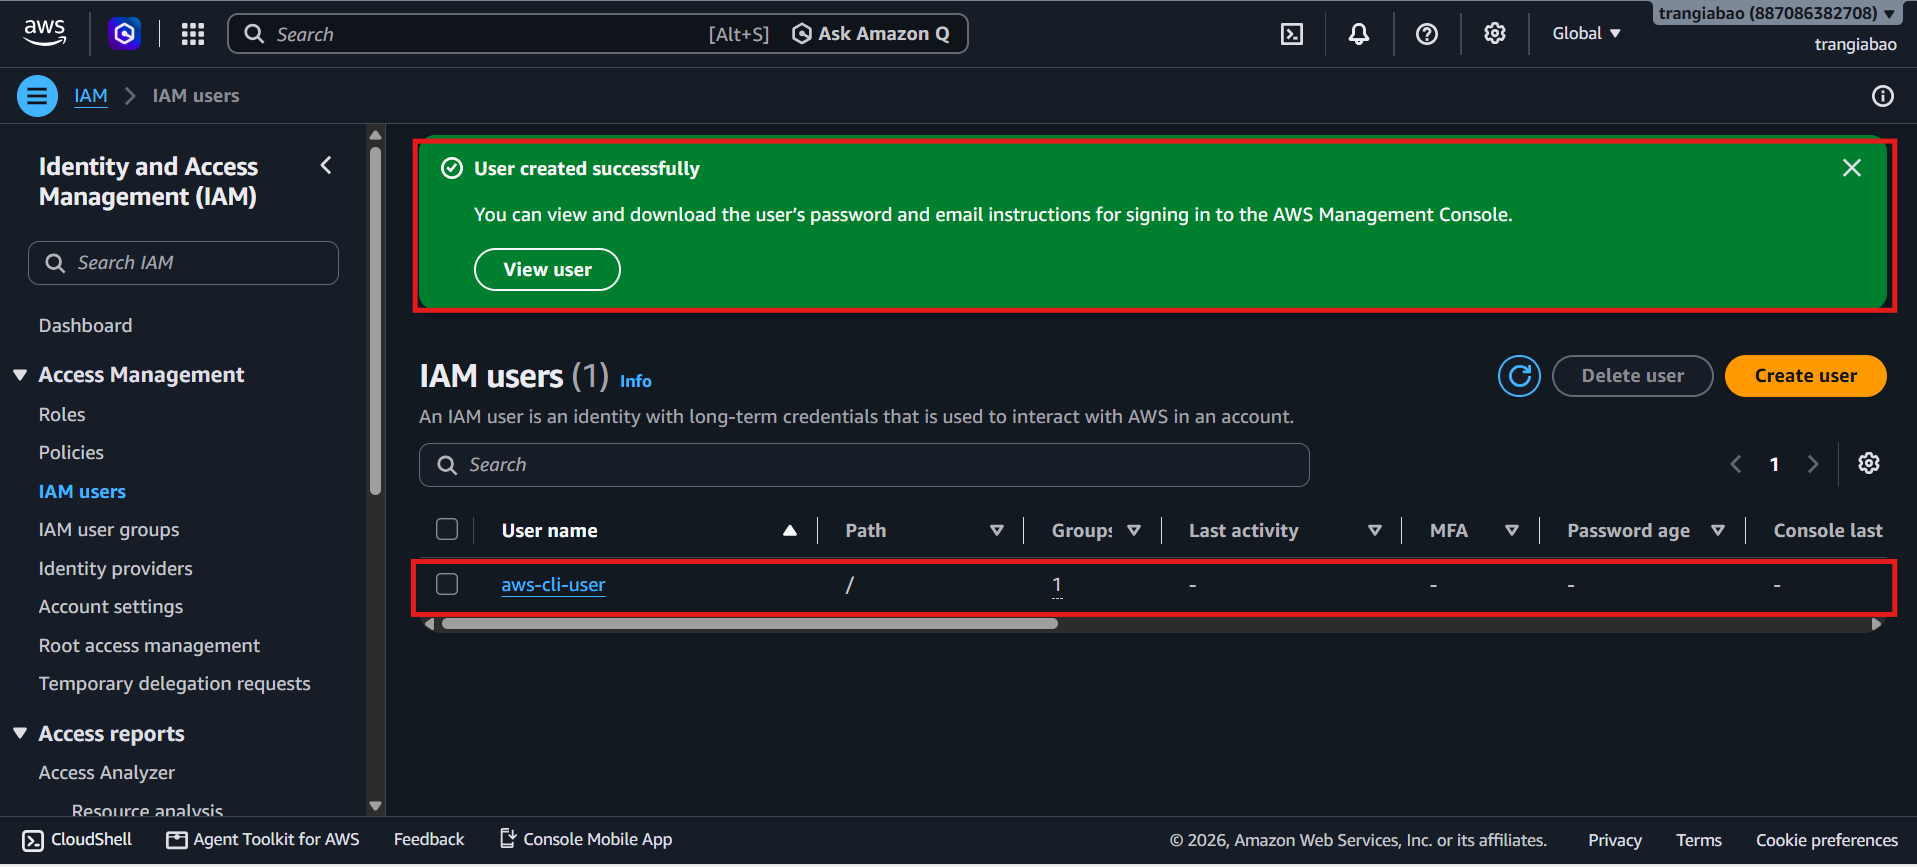 aws
Search
[Alt+S]
Ask Amazon Q
Global
trangiabao (887086382708)
trangiabao
IAM
IAM users
Identity and Access
Management (IAM)
Search IAM
Dashboard
Access Management
Roles
Policies
IAM users
IAM user groups
Identity providers
Account settings
Root access management
Temporary delegation requests
Access reports
Access Analyzer
Resource analysis
User created successfully
You can view and download the user's password and email instructions for signing in to the AWS Management Console.
View user
IAM users (1) Info
Delete user
Create user
An IAM user is an identity with long-term credentials that is used to interact with AWS in an account.
Search
1
User name Path Groups Last activity MFA Password age Console last
aws-cli-user / 1 - - - -
CloudShell
Agent Toolkit for AWS
Feedback
Console Mobile App
© 2026, Amazon Web Services, Inc. or its affiliates.
Privacy
Terms
Cookie preferences